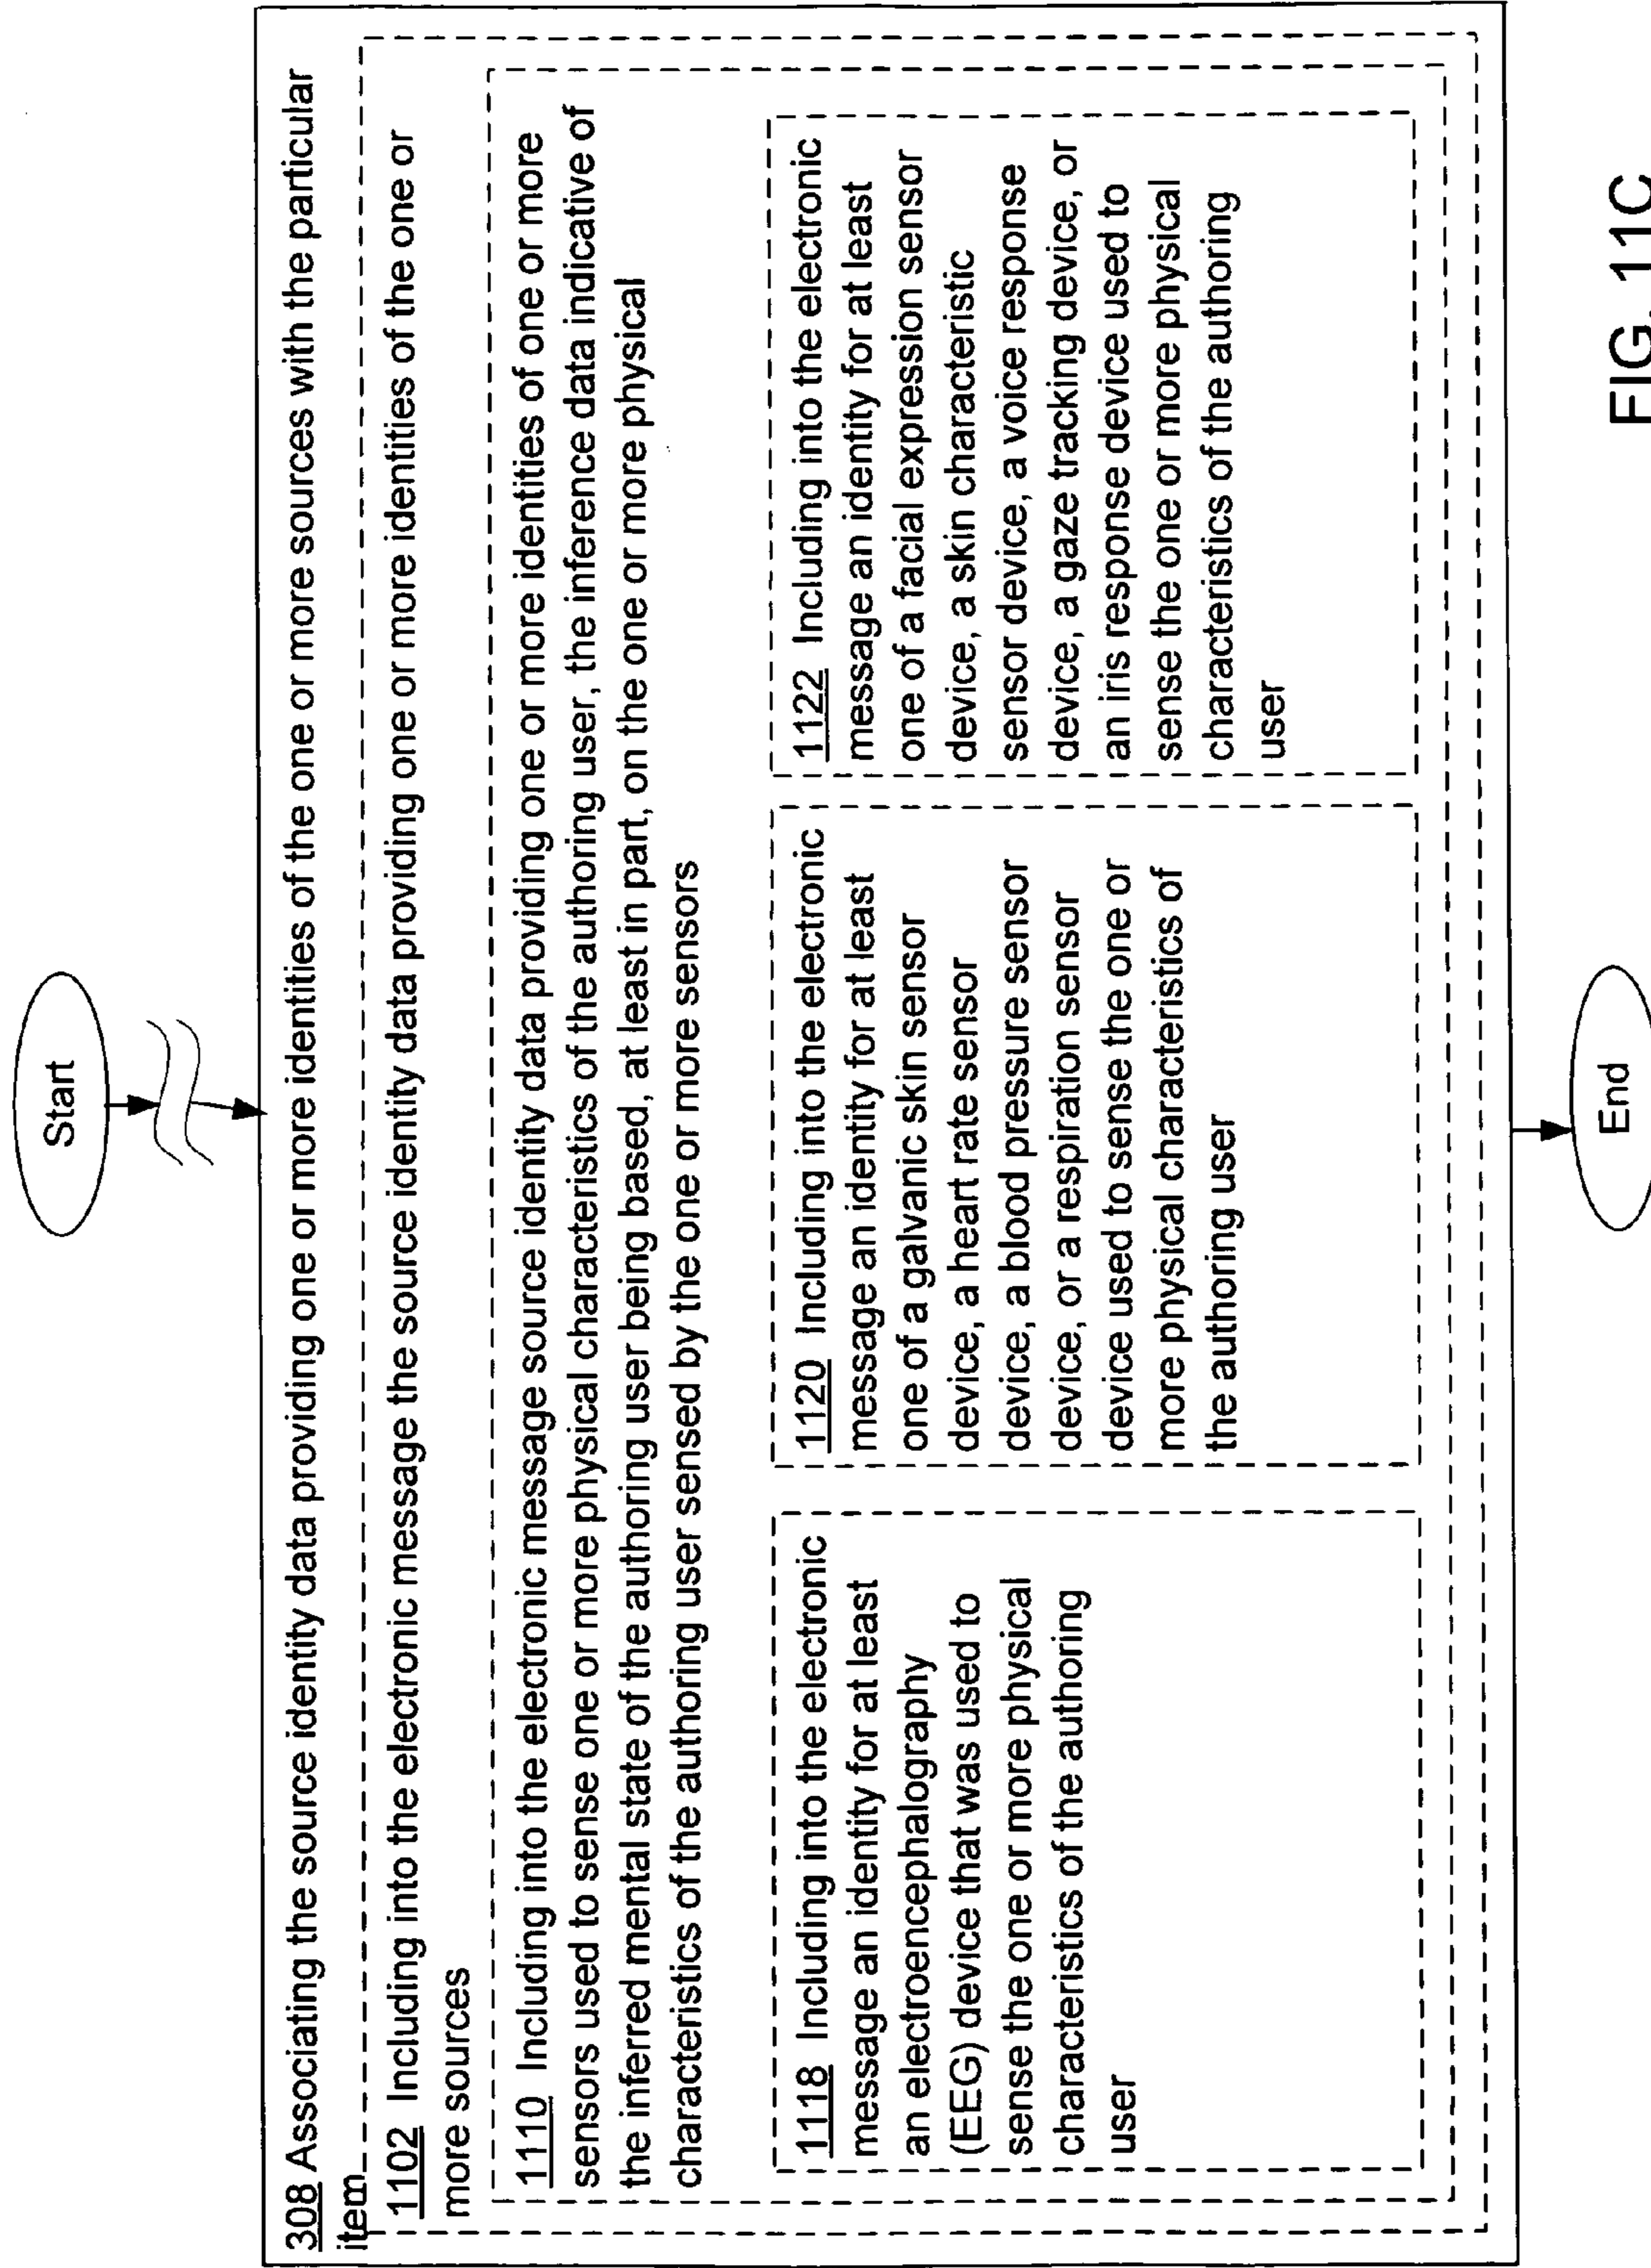 Start
308 Associating the source identity data providing one or more identities of the one or more sources with the particular
item
1102 Including into the electronic message the source identity data providing one or more identities of the one or
more sources
1110 Including into the electronic message source identity data providing one or more identities of one or more
sensors used to sense one or more physical characteristics of the authoring user, the inference data indicative of
the inferred mental state of the authoring user being based, at least in part, on the one or more physical
characteristics of the authoring user sensed by the one or more sensors
1118 Including into the electronic
message an identity for at least
an electroencephalography
(EEG) device that was used to
sense the one or more physical
characteristics of the authoring
user
1120 Including into the electronic
message an identity for at least
one of a galvanic skin sensor
device, a heart rate sensor
device, a blood pressure sensor
device, or a respiration sensor
device used to sense the one or
more physical characteristics of
the authoring user
1122 Including into the electronic
message an identity for at least
one of a facial expression sensor
device, a skin characteristic
sensor device, a voice response
device, a gaze tracking device, or
an iris response device used to
sense the one or more physical
characteristics of the authoring
user
End
FIG. 11C